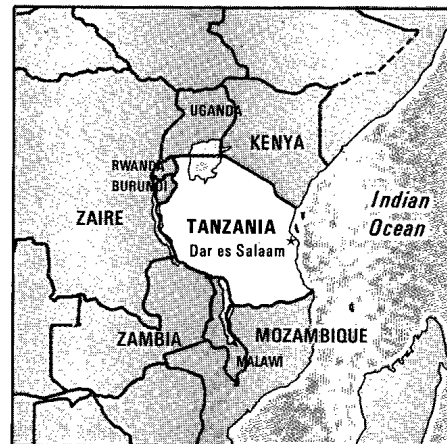 UGANDA
KENYA
RWANDA
BURUNDI
ZAIRE
TANZANIA
Dar es Salaam
Indian
Ocean
ZAMBIA
MOZAMBIQUE
MALAWI